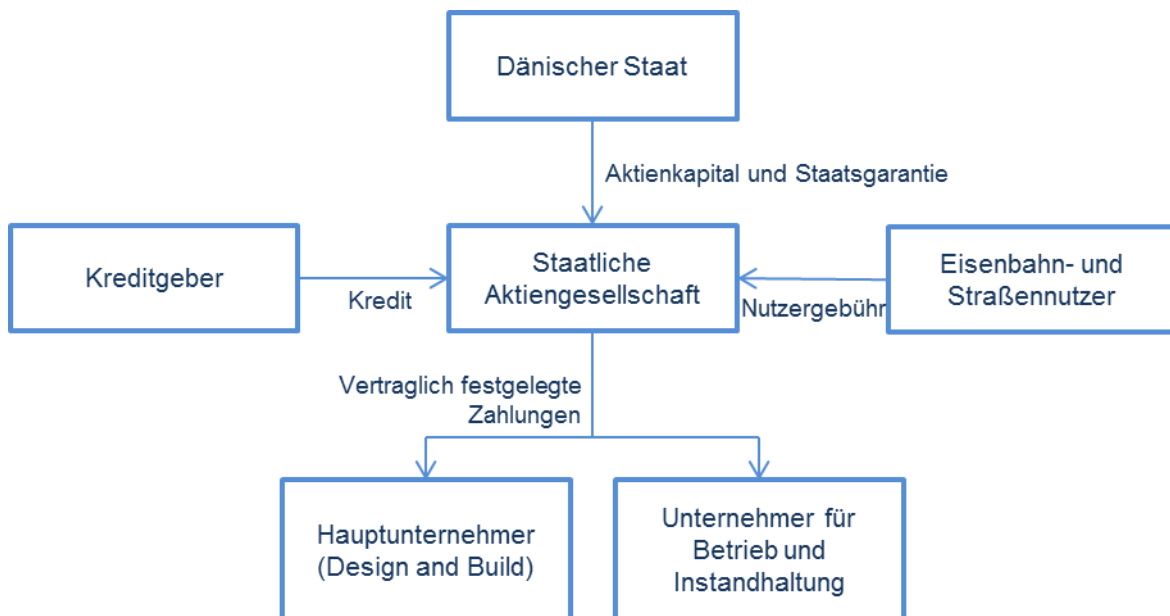 Dänischer Staat
Aktienkapital und Staatsgarantie
Kreditgeber
Kredit
Staatliche
Aktiengesellschaft
Nutzergebühr
Eisenbahn- und
Straßennutzer
Vertraglich festgelegte
Zahlungen
Hauptunternehmer
(Design and Build)
Unternehmer für
Betrieb und
Instandhaltung